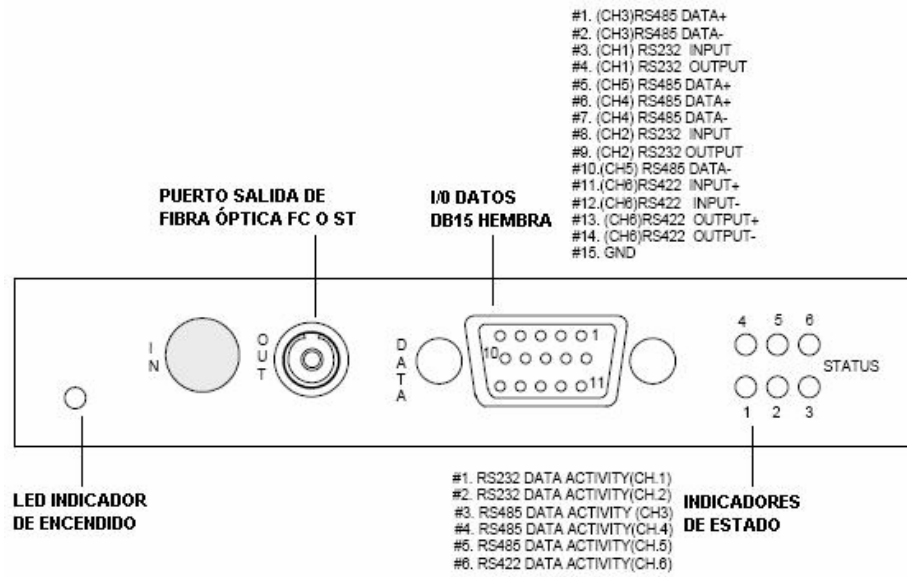 #1. (CH3)RS485 DATA+
#2. (CH3)RS485 DATA-
#3. (CH1) RS232 INPUT
#4. (CH1) RS232 OUTPUT
#5. (CH5) RS485 DATA+
#6. (CH4) RS485 DATA+
#7. (CH4) RS485 DATA-
#8. (CH2) RS232 INPUT
#9. (CH2) RS232 OUTPUT
#10.(CH5) RS485 DATA-
#11.(CH6)RS422 INPUT+
#12.(CH6)RS422 INPUT-
#13. (CH6)RS422 OUTPUT+
#14. (CH6)RS422 OUTPUT-
#15. GND
PUERTO SALIDA DE
FIBRA ÓPTICA FC O ST
I/0 DATOS
DB15 HEMBRA
IN
OUT
DATA
1
10
11
4 5 6
STATUS
1 2 3
LED INDICADOR
DE ENCENDIDO
#1. RS232 DATA ACTIVITY(CH.1)
#2. RS232 DATA ACTIVITY(CH.2)
#3. RS485 DATA ACTIVITY (CH3)
#4. RS485 DATA ACTIVITY(CH.4)
#5. RS485 DATA ACTIVITY(CH.5)
#6. RS422 DATA ACTIVITY(CH.6)
INDICADORES
DE ESTADO